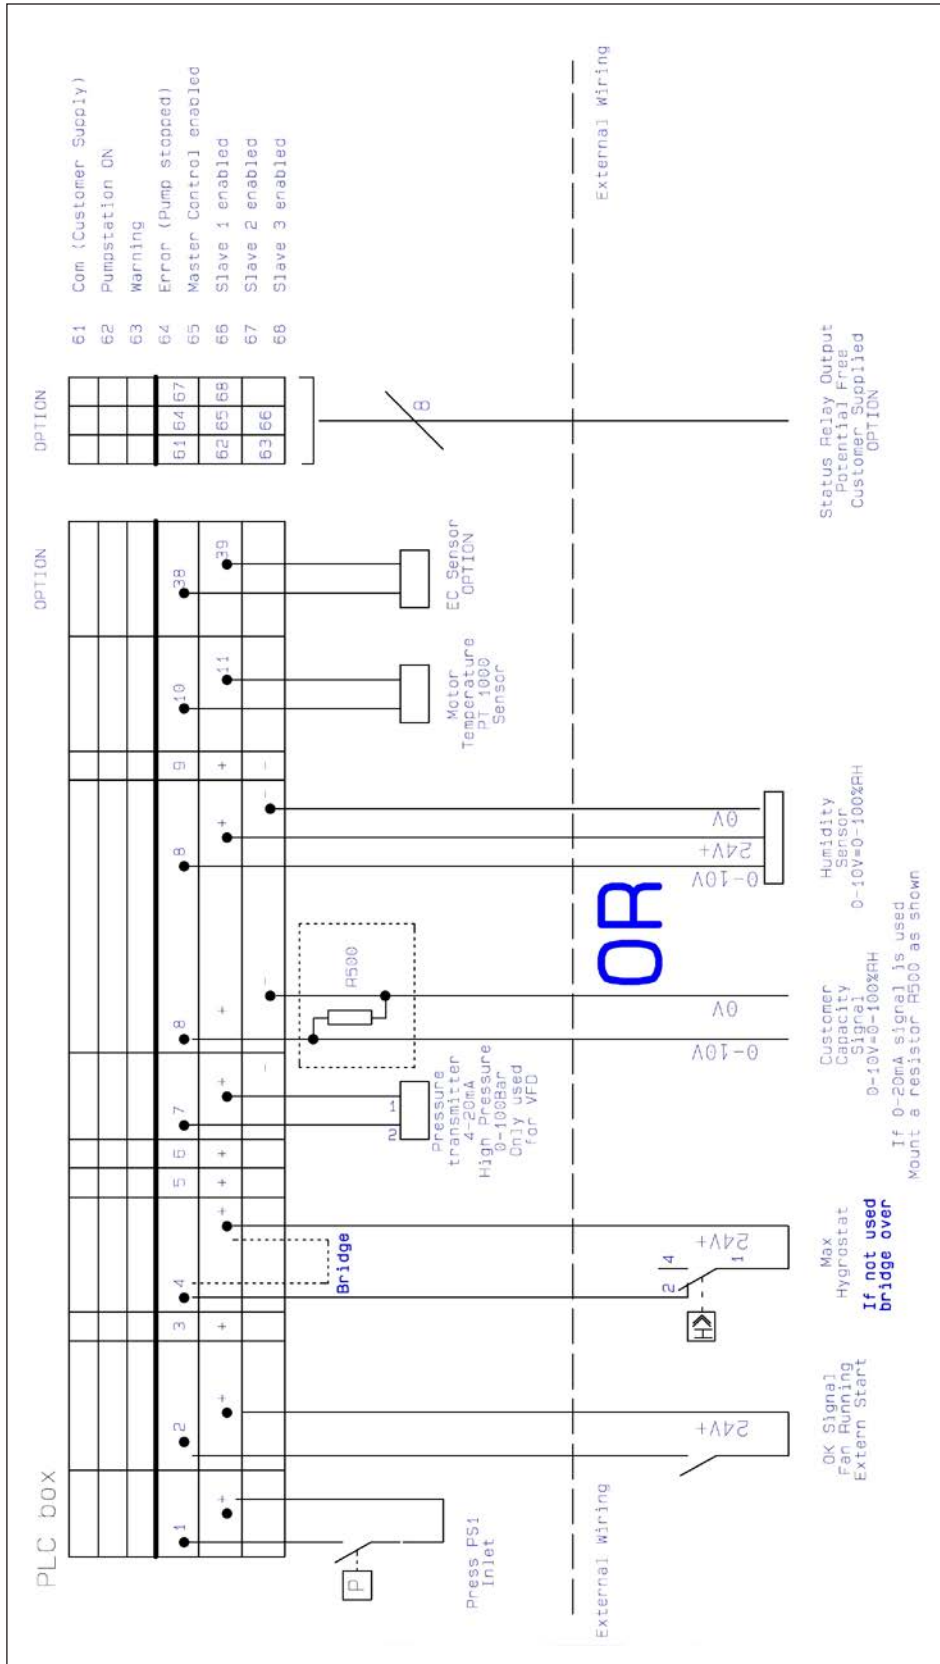 PLC box
OPTION
OPTION
1
2
3
4
5
6
7
8
8
9
10
11
38
39
+
+
+
+
+
+
+
+
+
+
-
-
-
-
61 64 67
62 65 68
63 66
61 Com (Customer Supply)
62 Pumpstation ON
63 Warning
64 Error (Pump stopped)
65 Master Control enabled
66 Slave 1 enabled
67 Slave 2 enabled
68 Slave 3 enabled
P
Press PS1
Inlet
Bridge
2 1
Pressure
transmitter
4-20mA
High Pressure
0-100Bar
Only used
for VFD
R500
Motor
Temperature
PT 1000
Sensor
EC Sensor
OPTION
8
External Wiring
External Wiring
OR
24V+
H
2 4
1
24V+
0-10V
0V
0-10V
24V+
0V
OK Signal
Fan Running
Extern Start
Max
Hygrostat
If not used
bridge over
Customer
Capacity
Signal
0-10V=0-100%RH
If 0-20mA signal is used
Mount a resistor R500 as shown
Humidity
Sensor
0-10V=0-100%RH
Status Relay Output
Potential Free
Customer Supplied
OPTION